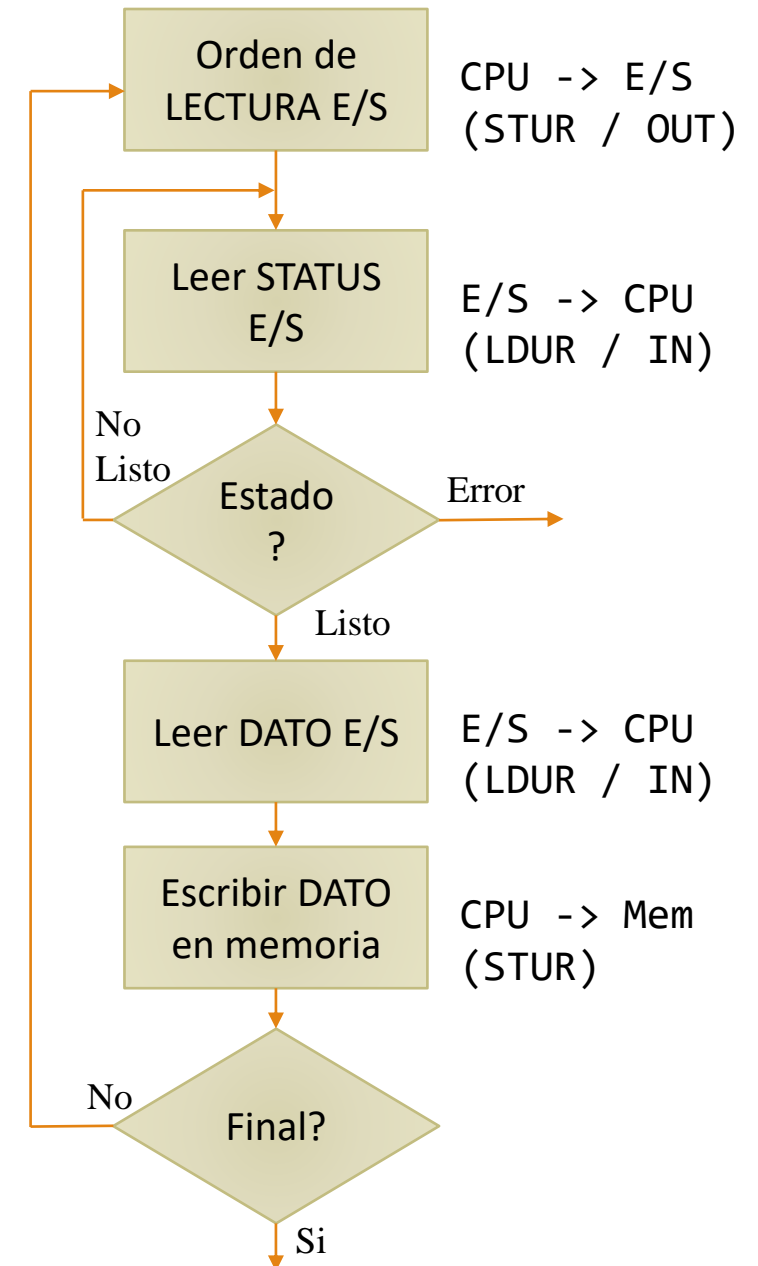 Orden de
LECTURA E/S
CPU -> E/S
(STUR / OUT)
Leer STATUS
E/S
E/S -> CPU
(LDUR / IN)
No
Listo
Estado
?
Error
Listo
Leer DATO E/S
E/S -> CPU
(LDUR / IN)
Escribir DATO
en memoria
CPU -> Mem
(STUR)
No
Final?
Si